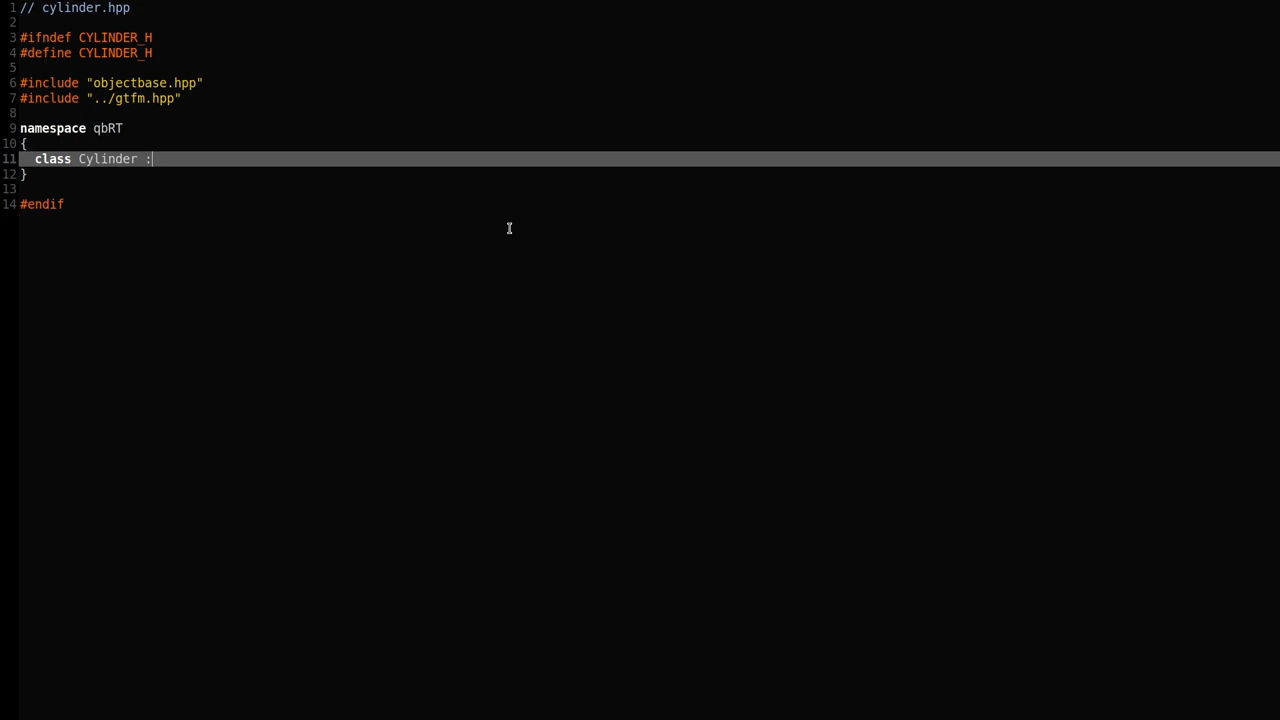 1 // cylinder.hpp
2
3 #ifndef CYLINDER_H
4 #define CYLINDER_H
5
6 #include "objectbase.hpp"
7 #include "../gtfm.hpp"
8
9 namespace qbRT
10 {
11   class Cylinder :
12 }
13
14 #endif